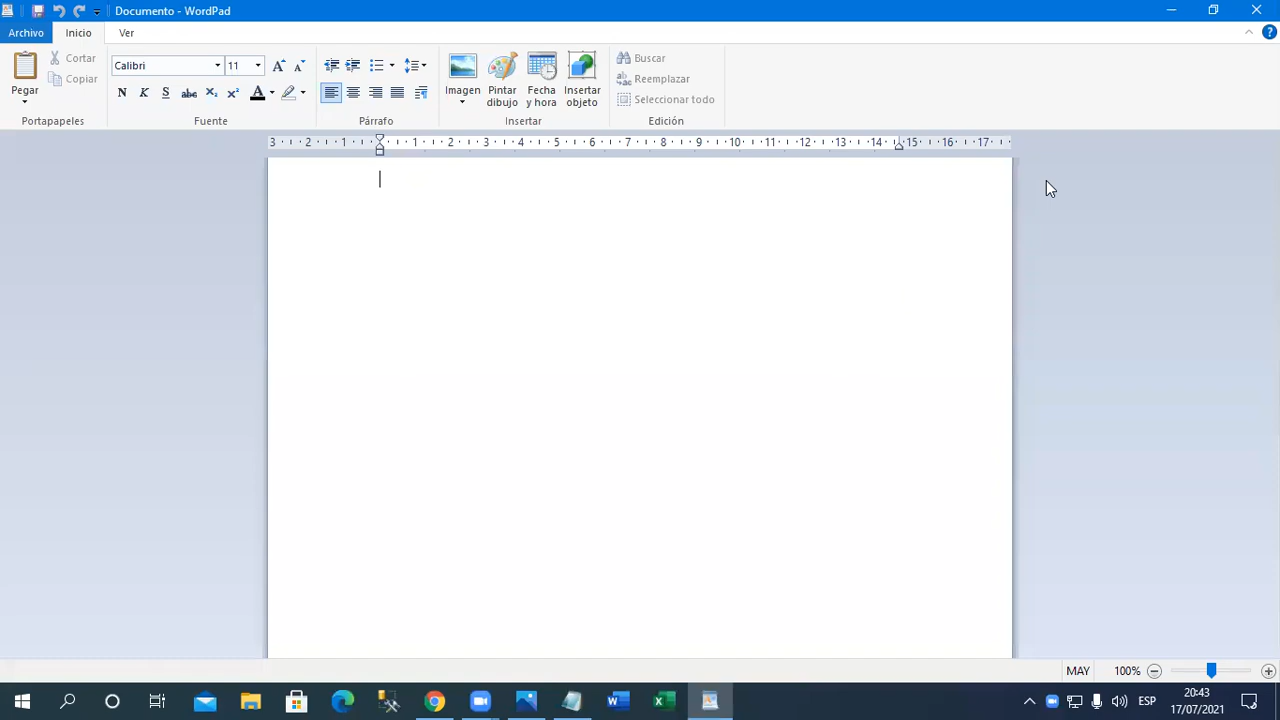 Documento - WordPad
Archivo Inicio Ver
Pegar
Cortar
Copiar
Portapapeles
Calibri 11
N K S abc X₂ X² A
Fuente
Párrafo
Imagen
Pintar dibujo
Fecha y hora
Insertar objeto
Insertar
Buscar
Reemplazar
Seleccionar todo
Edición
3 2 1 1 2 3 4 5 6 7 8 9 10 11 12 13 14 15 16 17
MAY 100%
ESP
20:43
17/07/2021